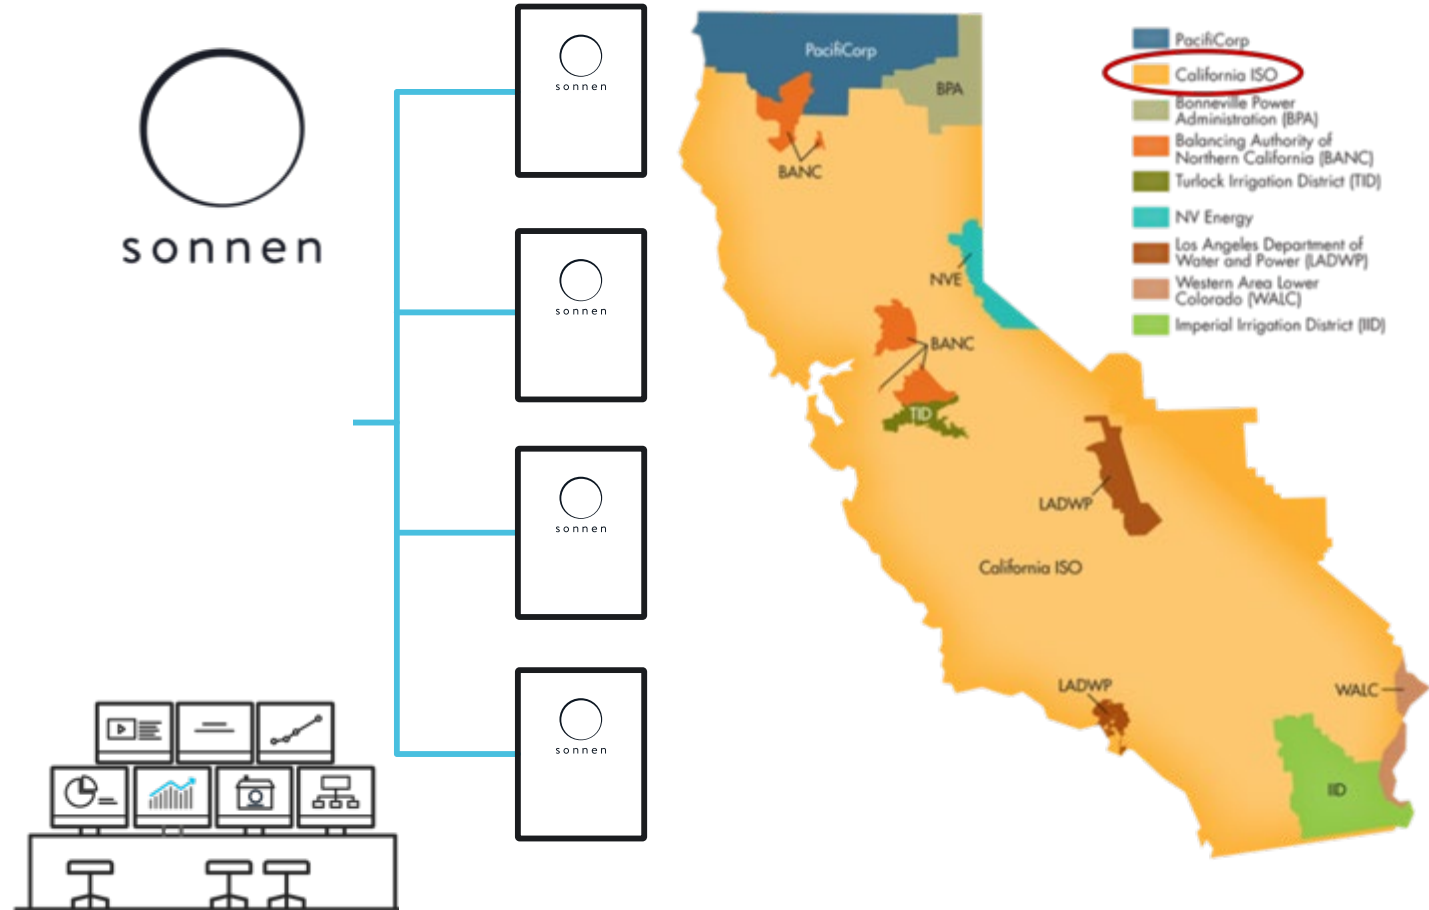 sonnen
sonnen
sonnen
sonnen
sonnen
PacifiCorp
BPA
BANC
NVE
BANC
TID
LADWP
California ISO
LADWP
WALC
IID
PacifiCorp
California ISO
Bonneville Power
Administration (BPA)
Balancing Authority of
Northern California (BANC)
Turlock Irrigation District (TID)
NV Energy
Los Angeles Department of
Water and Power (LADWP)
Western Area Lower
Colorado (WALC)
Imperial Irrigation District (IID)